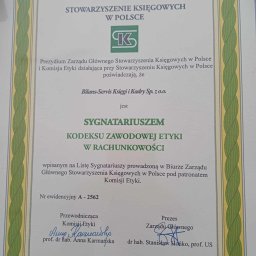 STOWARZYSZENIE KSIĘGOWYCH
W POLSCE
SK
Prezydium Zarządu Głównego Stowarzyszenia Księgowych w Polsce
i Komisja Etyki działająca przy Stowarzyszeniu Księgowych w Polsce
poświadczają, że
Bilans-Servis Księgi i Kadry Sp. z o.o.
jest
SYGNATARIUSZEM
KODEKSU ZAWODOWEJ ETYKI
W RACHUNKOWOŚCI
wpisanym na Listę Sygnatariuszy prowadzoną w Biurze Zarządu
Głównego Stowarzyszenia Księgowych w Polsce pod patronatem
Komisji Etyki.
Nr ewidencyjny A - 2562
Przewodnicząca
Komisji Etyki
Prezes
Zarządu Głównego
prof. dr hab. Anna Karmańska
dr hab. Stanisław Hońko, prof. US